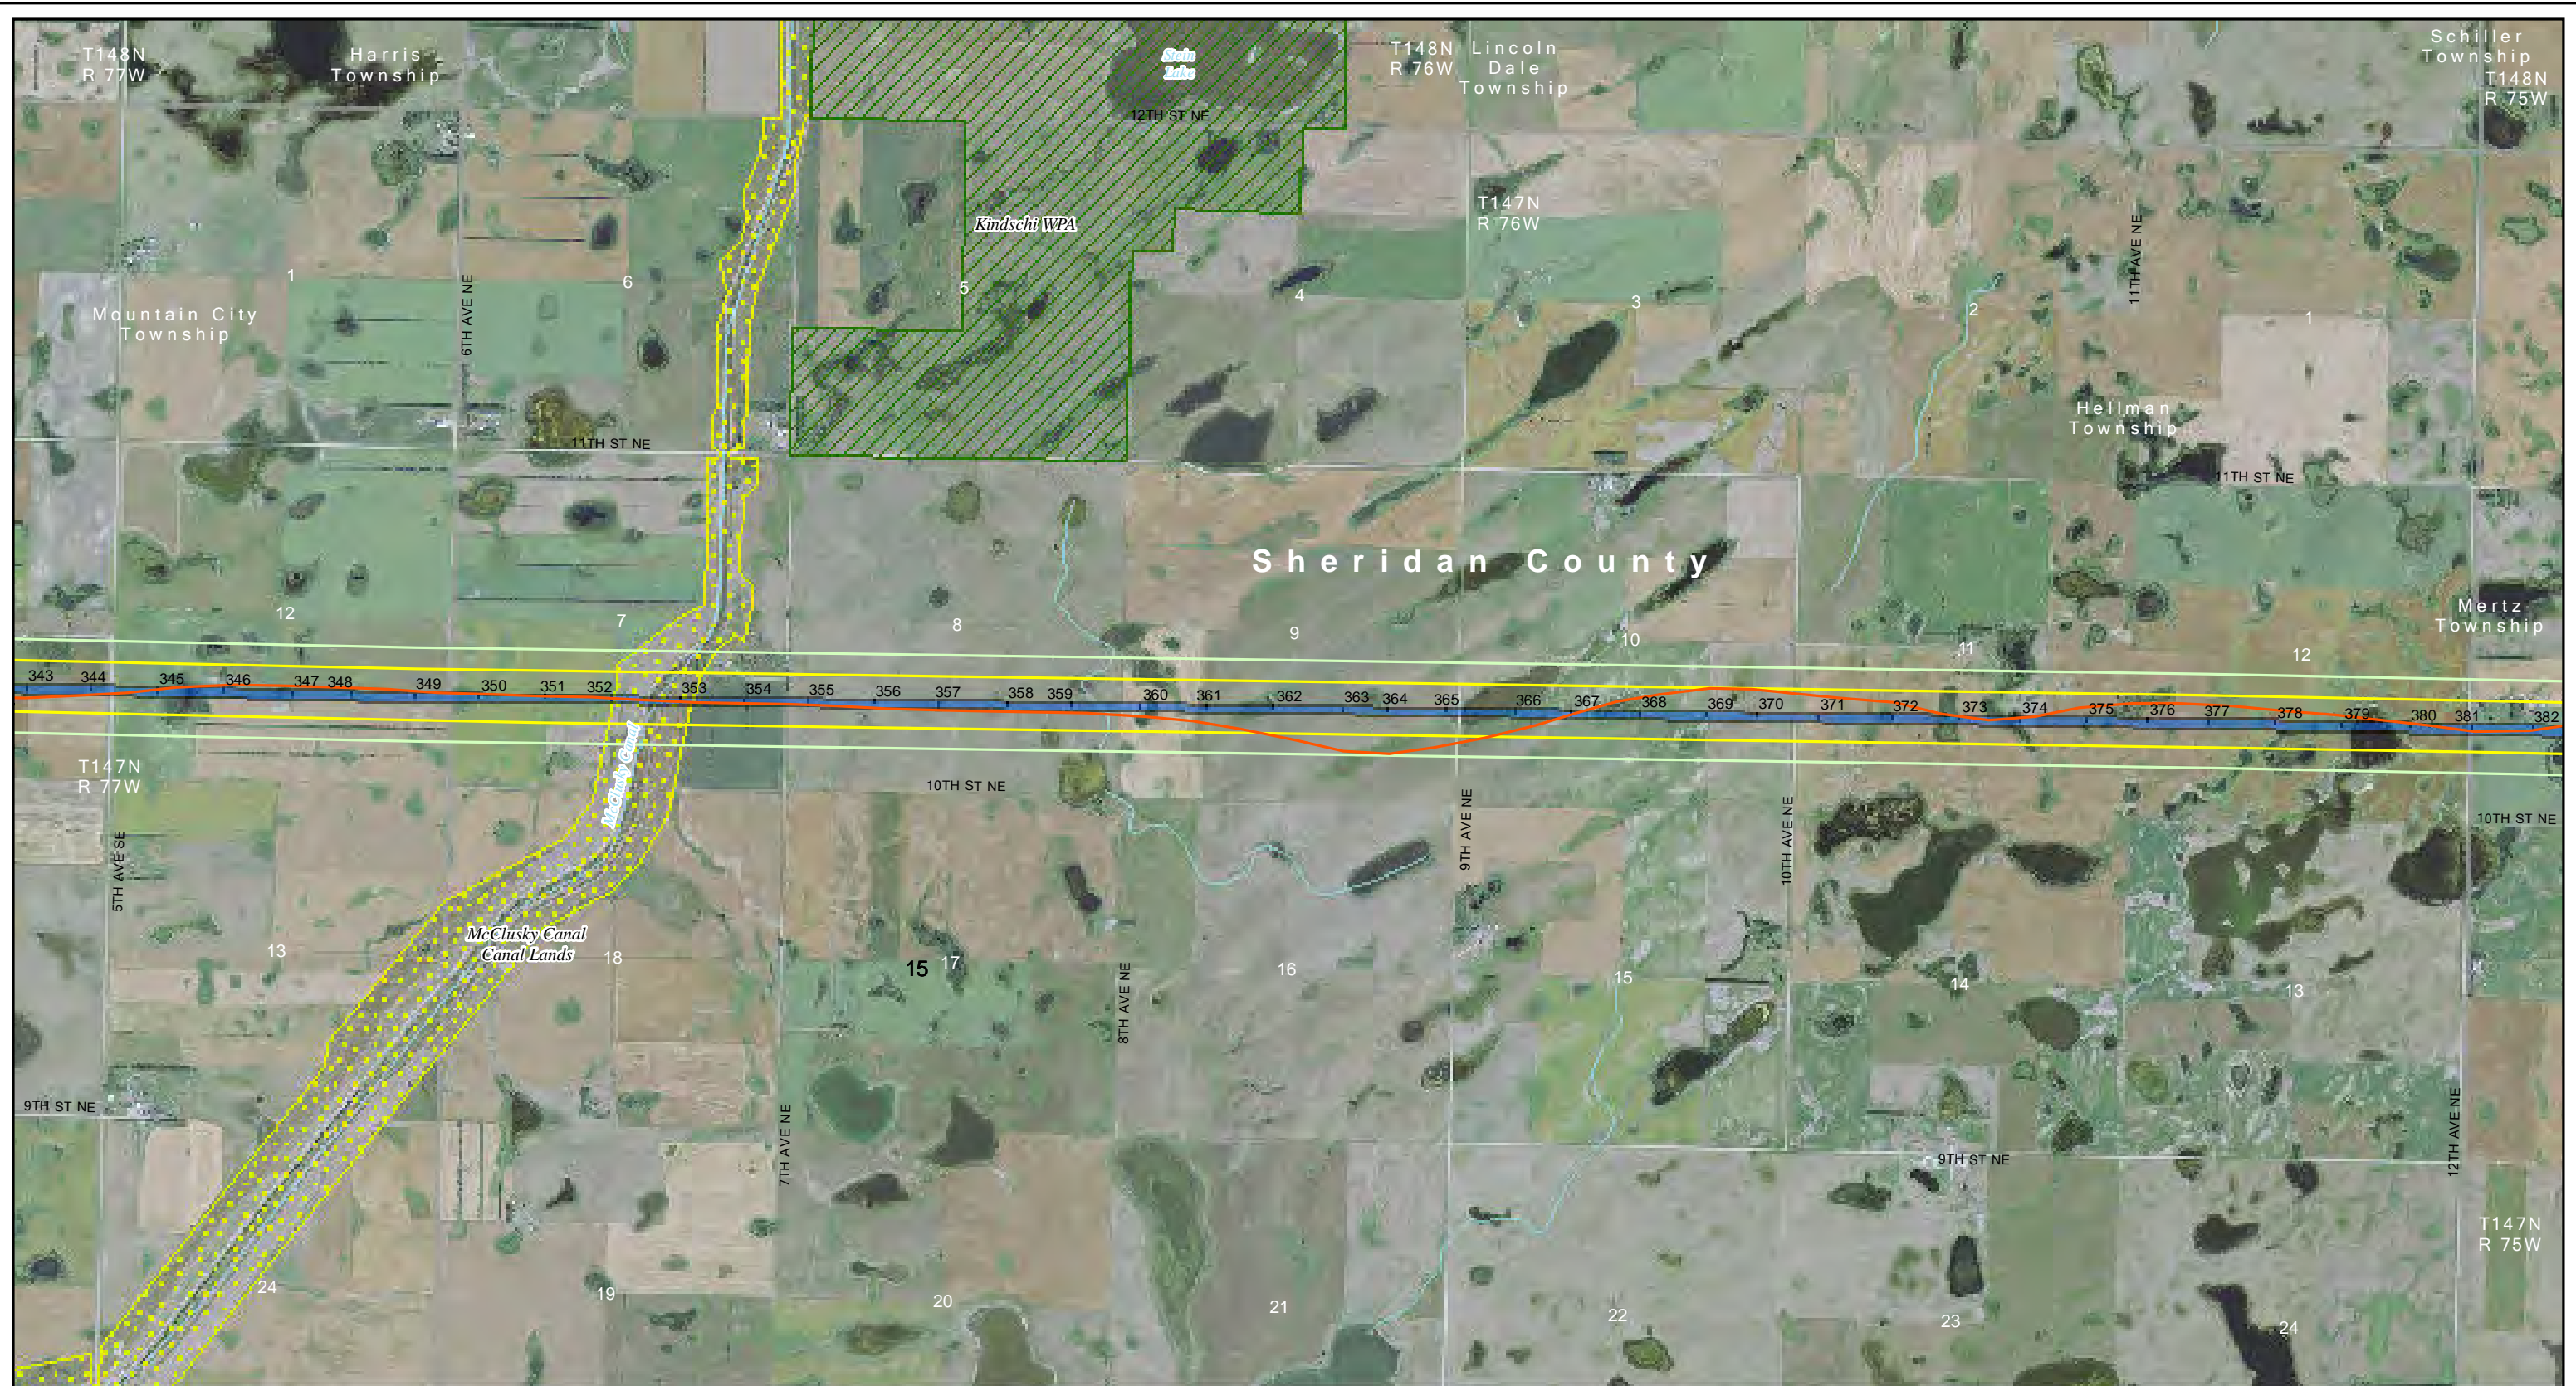 T148N
R 77W
Harris
Township
Stein
Lake
T148N
R 76W
Lincoln
Dale
Township
Schiller
Township
T148N
R 75W
12TH ST NE
Kindschi WPA
T147N
R 76W
11TH AVE NE
1
6
5
4
3
2
1
Mountain City
Township
6TH AVE NE
Hellman
Township
11TH ST NE
11TH ST NE
Sheridan County
12
7
8
9
10
11
12
Mertz
Township
343 344 345 346 347 348 349 350 351 352 353 354 355 356 357 358 359 360 361 362 363 364 365 366 367 368 369 370 371 372 373 374 375 376 377 378 379 380 381 382
McClusky Canal
T147N
R 77W
10TH ST NE
9TH AVE NE
10TH AVE NE
10TH ST NE
5TH AVE SE
McClusky Canal
Canal Lands
13
18
15
17
16
15
14
13
8TH AVE NE
9TH ST NE
7TH AVE NE
9TH ST NE
12TH AVE NE
T147N
R 75W
24
19
20
21
22
23
24